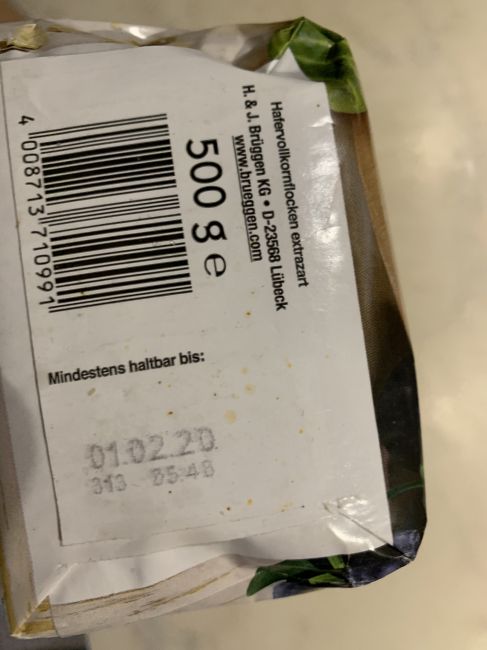 Hafervollkornflocken extrazart
H. & J. Brüggen KG • D-23568 Lübeck
www.brueggen.com
500 g e
4 008713 710991
Mindestens haltbar bis:
01.02.20
313 05:48